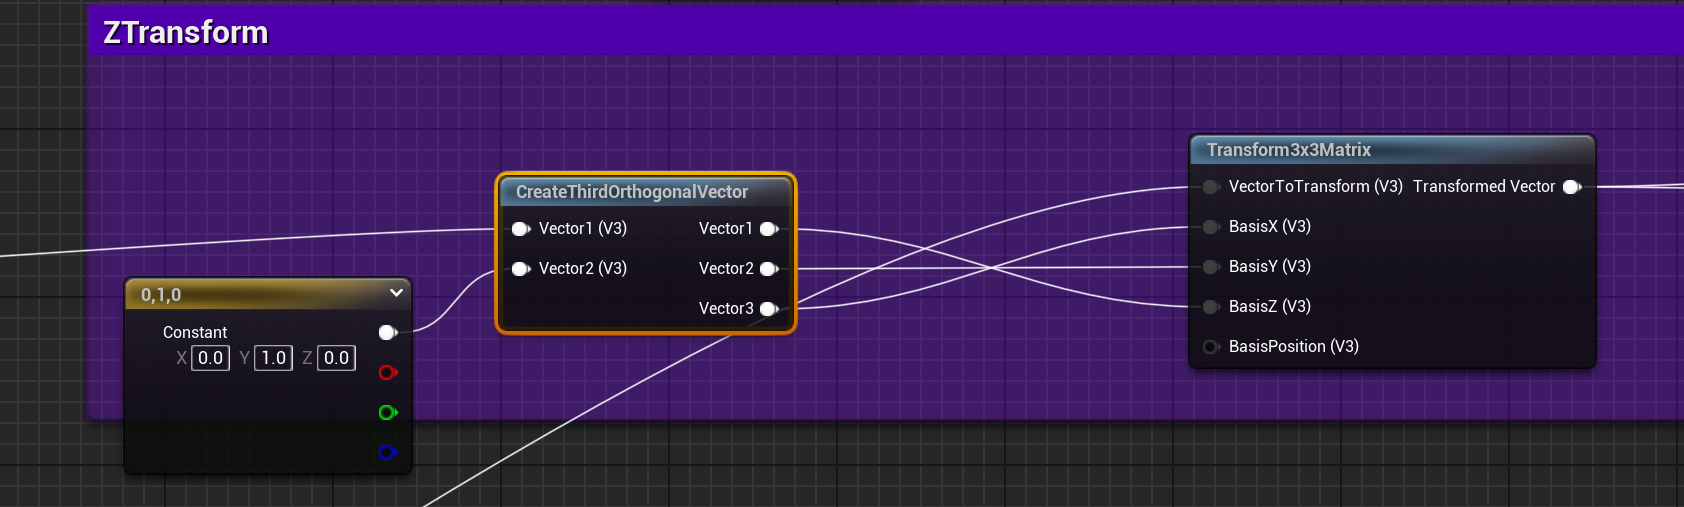 ZTransform
0,1,0
Constant
X 0.0 Y 1.0 Z 0.0
CreateThirdOrthogonalVector
Vector1 (V3) Vector1
Vector2 (V3) Vector2
Vector3
Transform3x3Matrix
VectorToTransform (V3) Transformed Vector
BasisX (V3)
BasisY (V3)
BasisZ (V3)
BasisPosition (V3)